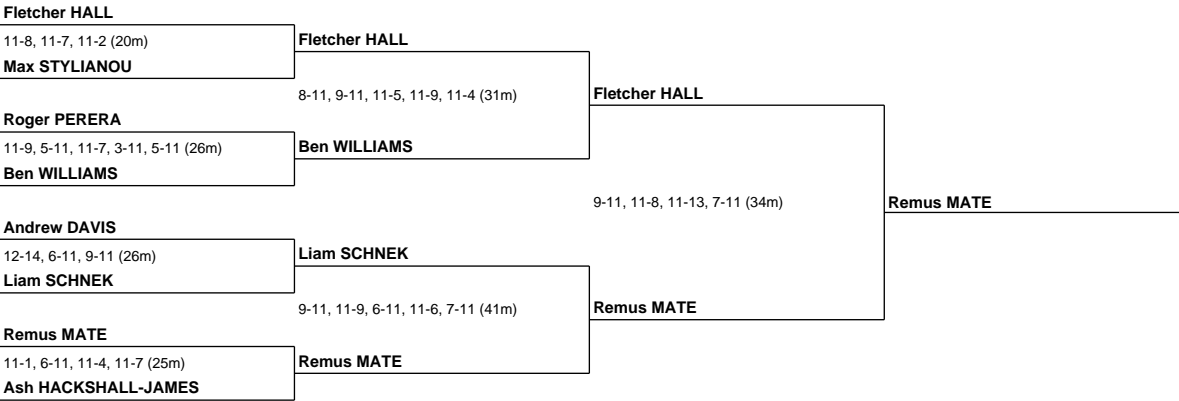 Fletcher HALL
11-8, 11-7, 11-2 (20m)
Max STYLIANOU
Roger PERERA
11-9, 5-11, 11-7, 3-11, 5-11 (26m)
Ben WILLIAMS
Andrew DAVIS
12-14, 6-11, 9-11 (26m)
Liam SCHNEK
Remus MATE
11-1, 6-11, 11-4, 11-7 (25m)
Ash HACKSHALL-JAMES
Fletcher HALL
8-11, 9-11, 11-5, 11-9, 11-4 (31m)
Ben WILLIAMS
Liam SCHNEK
9-11, 11-9, 6-11, 11-6, 7-11 (41m)
Remus MATE
Fletcher HALL
9-11, 11-8, 11-13, 7-11 (34m)
Remus MATE
Remus MATE